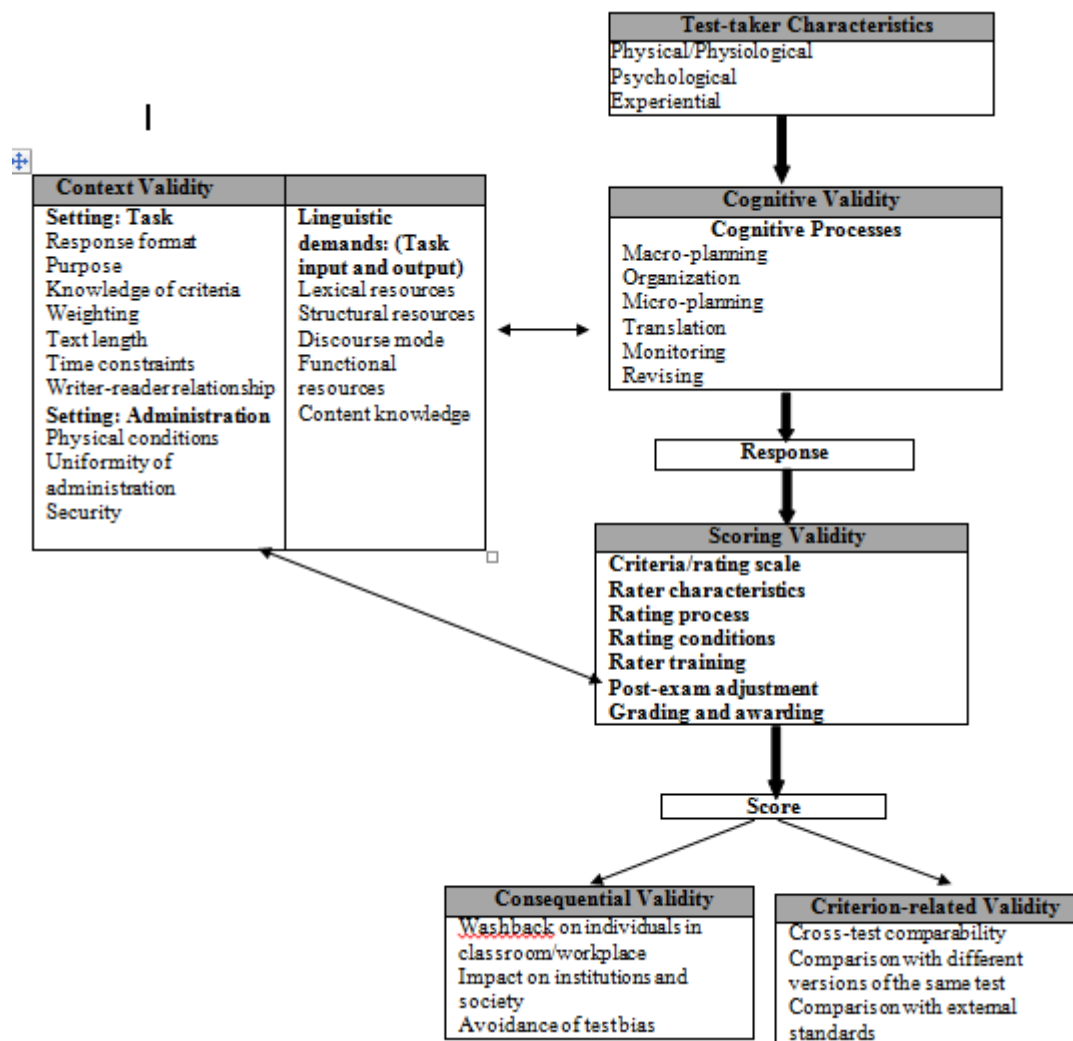 Test-taker Characteristics
Physical/Physiological
Psychological
Experiential
Context Validity
Setting: Task
Response format
Purpose
Knowledge of criteria
Weighting
Text length
Time constraints
Writer-reader relationship
Setting: Administration
Physical conditions
Uniformity of
administration
Security
Linguistic
demands: (Task
input and output)
Lexical resources
Structural resources
Discourse mode
Functional
resources
Content knowledge
Cognitive Validity
Cognitive Processes
Macro-planning
Organization
Micro-planning
Translation
Monitoring
Revising
Response
Scoring Validity
Criteria/rating scale
Rater characteristics
Rating process
Rating conditions
Rater training
Post-exam adjustment
Grading and awarding
Score
Consequential Validity
Washback on individuals in
classroom/workplace
Impact on institutions and
society
Avoidance of test bias
Criterion-related Validity
Cross-test comparability
Comparison with different
versions of the same test
Comparison with external
standards